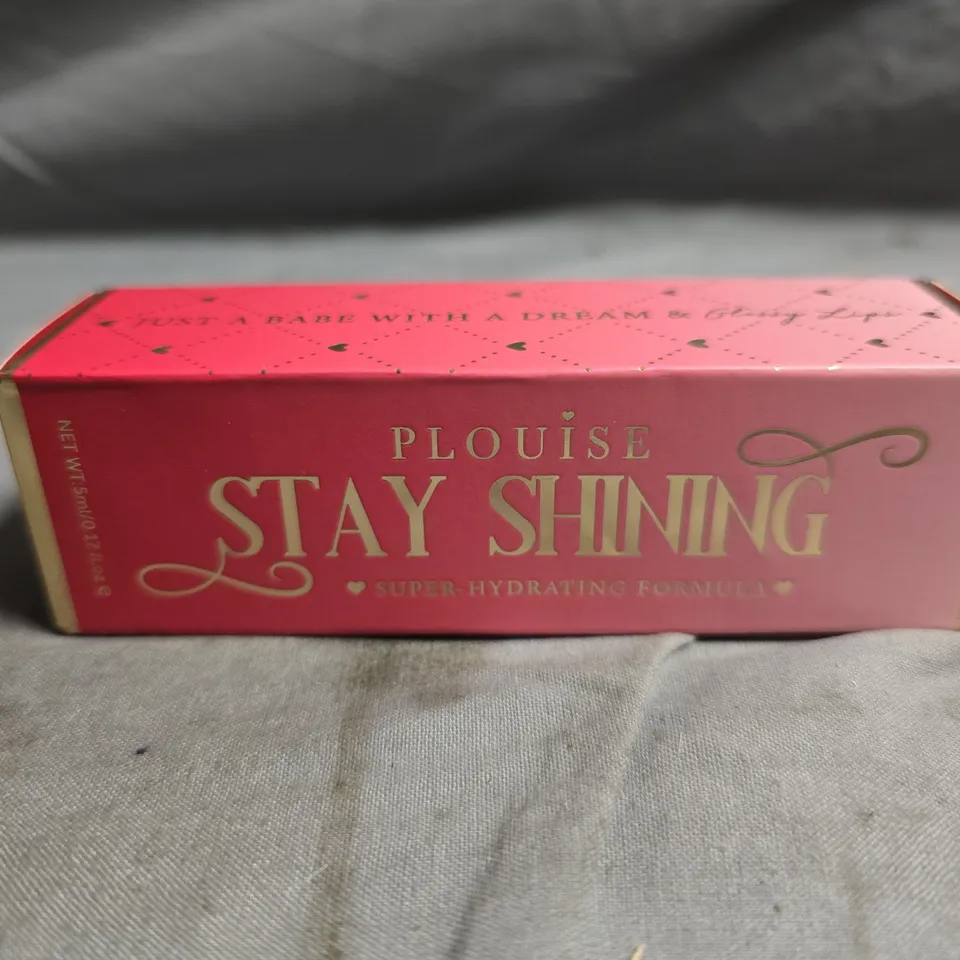 JUST A BABE WITH A DREAM & Glossy Lips
PLOUISE
STAY SHINING
SUPER-HYDRATING FORMULA
NET WT:5ml/0.17 fl.oz e